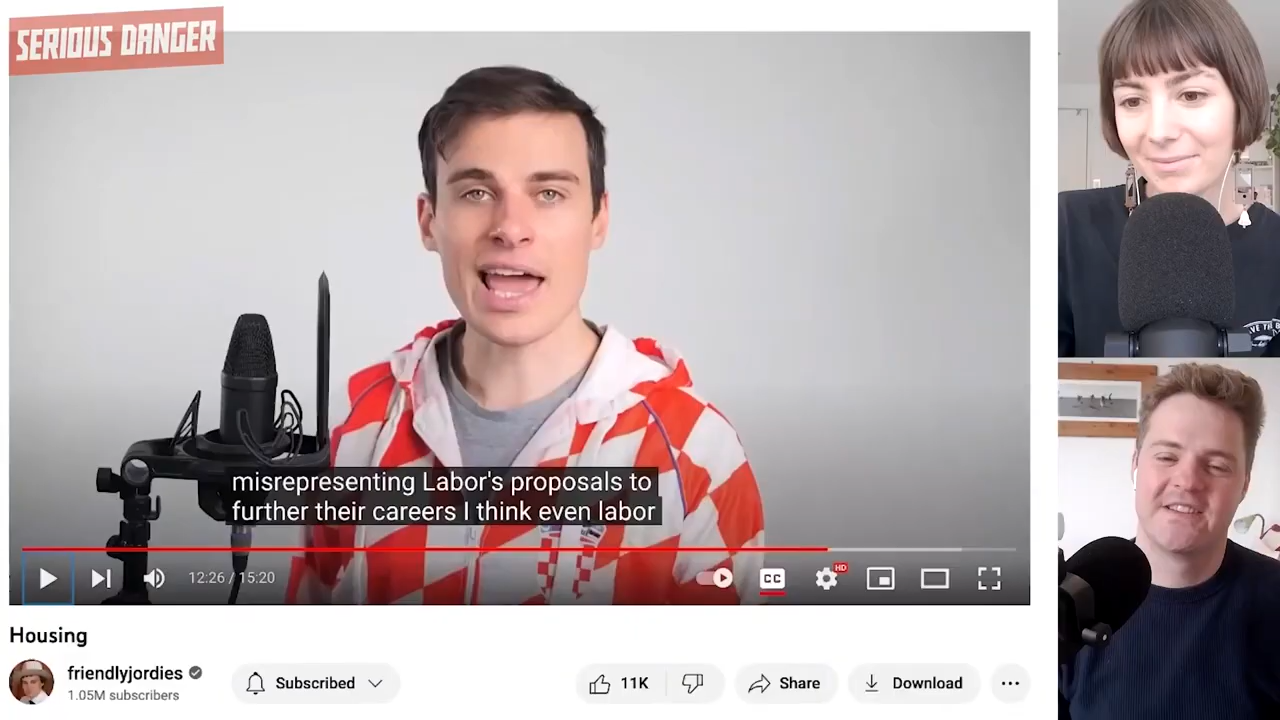 SERIOUS DANGER
misrepresenting Labor's proposals to
further their careers I think even labor
12:26 / 15:20
CC
HD
Housing
friendlyjordies
1.05M subscribers
Subscribed
11K
Share
Download